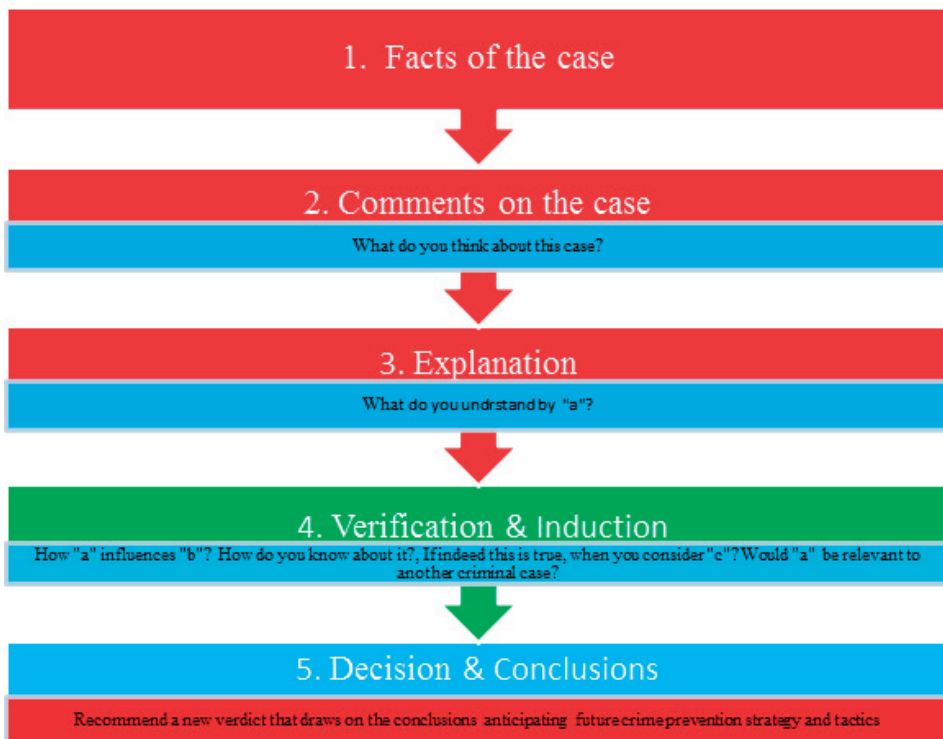 1. Facts of the case
2. Comments on the case
What do you think about this case?
3. Explanation
What do you undrstand by "a"?
4. Verification & Induction
How "a" influences "b"? How do you know about it?, If indeed this is true, when you consider "c"? Would "a" be relevant to
another criminal case?
5. Decision & Conclusions
Recommend a new verdict that draws on the conclusions anticipating future crime prevention strategy and tactics